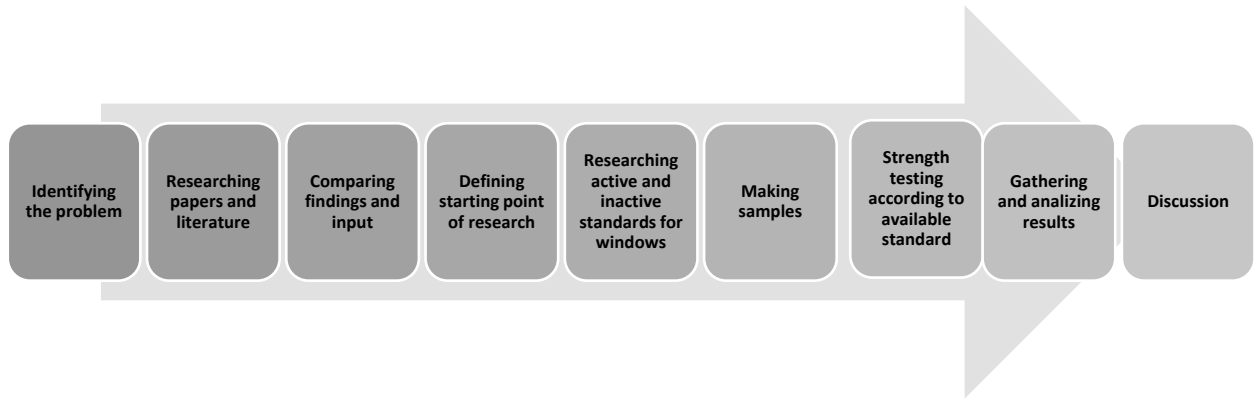 Identifying
the problem
Researching
papers and
literature
Comparing
findings and
input
Defining
starting point
of research
Researching
active and
inactive
standards for
windows
Making
samples
Strength
testing
according to
available
standard
Gathering
and analizing
results
Discussion